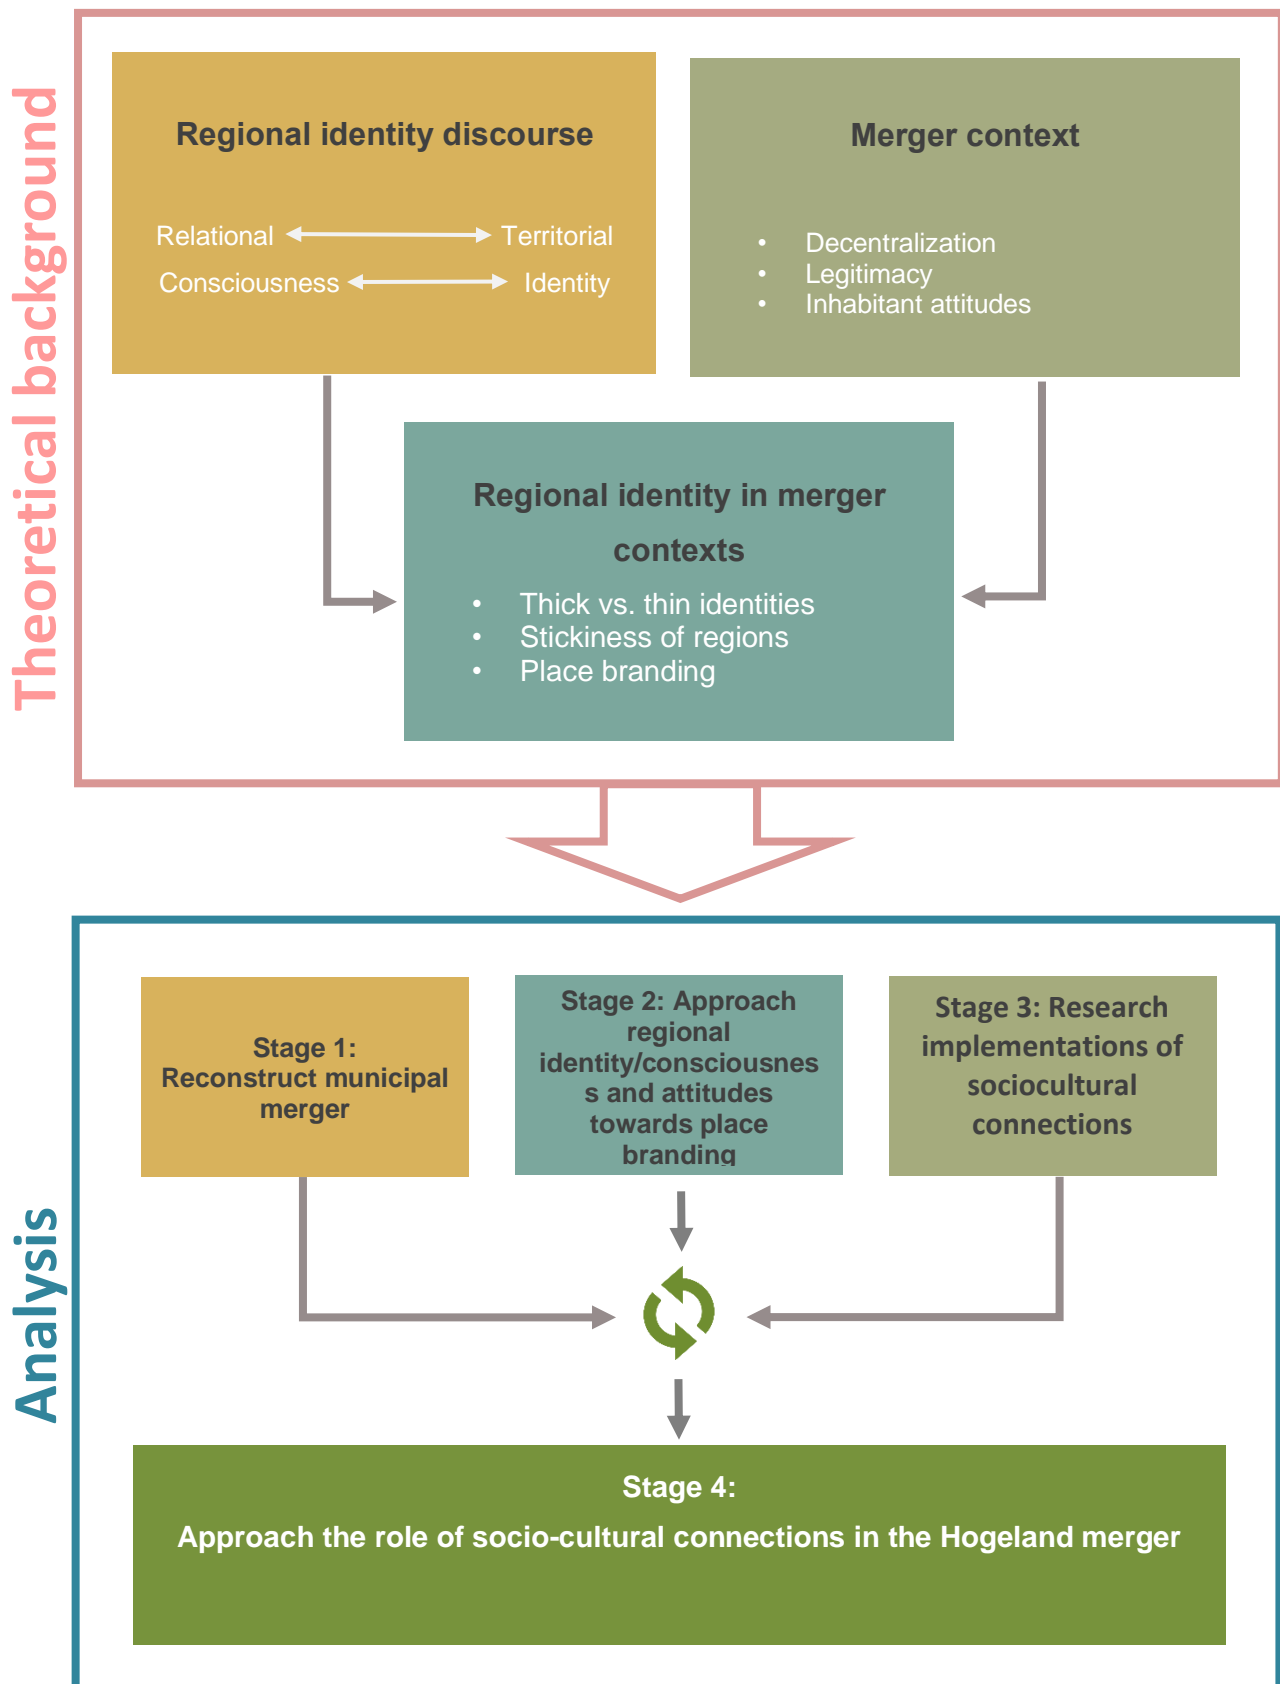 Theoretical background
Regional identity discourse
Relational Territorial
Consciousness Identity
Merger context
• Decentralization
• Legitimacy
• Inhabitant attitudes
Regional identity in merger
contexts
• Thick vs. thin identities
• Stickiness of regions
• Place branding
Analysis
Stage 1:
Reconstruct municipal
merger
Stage 2: Approach
regional
identity/consciousnes
s and attitudes
towards place
branding
Stage 3: Research
implementations of
sociocultural
connections
Stage 4:
Approach the role of socio-cultural connections in the Hogeland merger